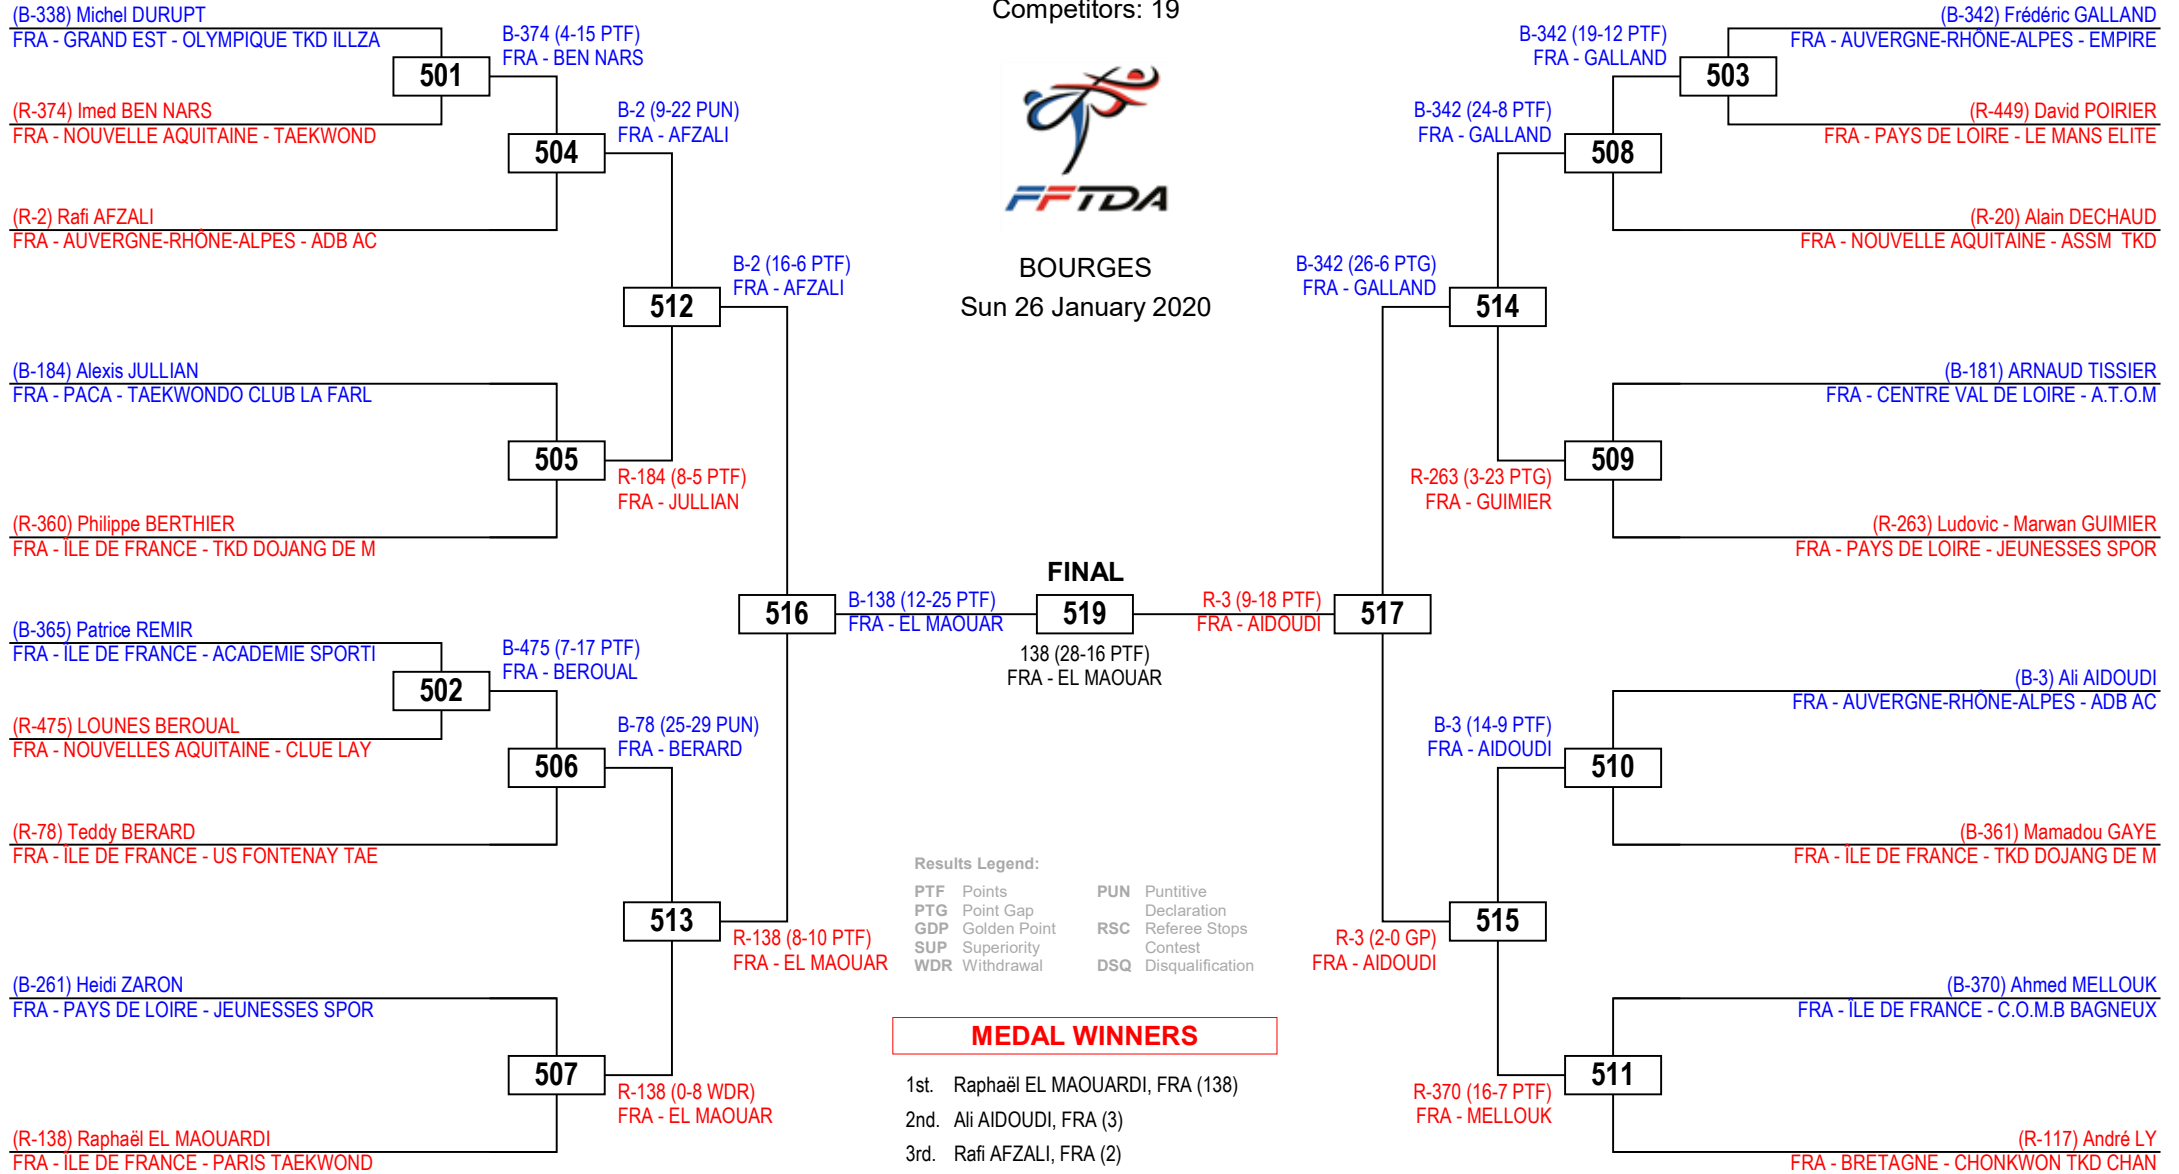 Competitors: 19
FFTDA
BOURGES
Sun 26 January 2020
(B-338) Michel DURUPT
FRA - GRAND EST - OLYMPIQUE TKD ILLZA
501
(R-374) Imed BEN NARS
FRA - NOUVELLE AQUITAINE - TAEKWOND
B-374 (4-15 PTF)
FRA - BEN NARS
504
(R-2) Rafi AFZALI
FRA - AUVERGNE-RHÔNE-ALPES - ADB AC
B-2 (9-22 PUN)
FRA - AFZALI
512
B-2 (16-6 PTF)
FRA - AFZALI
(B-184) Alexis JULLIAN
FRA - PACA - TAEKWONDO CLUB LA FARL
505
R-184 (8-5 PTF)
FRA - JULLIAN
(R-360) Philippe BERTHIER
FRA - ÎLE DE FRANCE - TKD DOJANG DE M
516
B-138 (12-25 PTF)
FRA - EL MAOUAR
(B-365) Patrice REMIR
FRA - ÎLE DE FRANCE - ACADEMIE SPORTI
502
B-475 (7-17 PTF)
FRA - BEROUAL
(R-475) LOUNES BEROUAL
FRA - NOUVELLES AQUITAINE - CLUE LAY
506
B-78 (25-29 PUN)
FRA - BERARD
(R-78) Teddy BERARD
FRA - ÎLE DE FRANCE - US FONTENAY TAE
513
R-138 (8-10 PTF)
FRA - EL MAOUAR
(B-261) Heidi ZARON
FRA - PAYS DE LOIRE - JEUNESSES SPOR
507
R-138 (0-8 WDR)
FRA - EL MAOUAR
(R-138) Raphaël EL MAOUARDI
FRA - ÎLE DE FRANCE - PARIS TAEKWOND
FINAL
519
138 (28-16 PTF)
FRA - EL MAOUAR
R-3 (9-18 PTF)
FRA - AIDOUDI
517
(B-342) Frédéric GALLAND
FRA - AUVERGNE-RHÔNE-ALPES - EMPIRE
B-342 (19-12 PTF)
FRA - GALLAND
503
(R-449) David POIRIER
FRA - PAYS DE LOIRE - LE MANS ELITE
B-342 (24-8 PTF)
FRA - GALLAND
508
(R-20) Alain DECHAUD
FRA - NOUVELLE AQUITAINE - ASSM TKD
B-342 (26-6 PTG)
FRA - GALLAND
514
(B-181) ARNAUD TISSIER
FRA - CENTRE VAL DE LOIRE - A.T.O.M
509
R-263 (3-23 PTG)
FRA - GUIMIER
(R-263) Ludovic - Marwan GUIMIER
FRA - PAYS DE LOIRE - JEUNESSES SPOR
(B-3) Ali AIDOUDI
FRA - AUVERGNE-RHÔNE-ALPES - ADB AC
B-3 (14-9 PTF)
FRA - AIDOUDI
510
(B-361) Mamadou GAYE
FRA - ÎLE DE FRANCE - TKD DOJANG DE M
515
R-3 (2-0 GP)
FRA - AIDOUDI
(B-370) Ahmed MELLOUK
FRA - ÎLE DE FRANCE - C.O.M.B BAGNEUX
511
R-370 (16-7 PTF)
FRA - MELLOUK
(R-117) André LY
FRA - BRETAGNE - CHONKWON TKD CHAN
Results Legend:
PTF Points PUN Puntitive
PTG Point Gap Declaration
GDP Golden Point RSC Referee Stops
SUP Superiority Contest
WDR Withdrawal DSQ Disqualification
MEDAL WINNERS
1st. Raphaël EL MAOUARDI, FRA (138)
2nd. Ali AIDOUDI, FRA (3)
3rd. Rafi AFZALI, FRA (2)